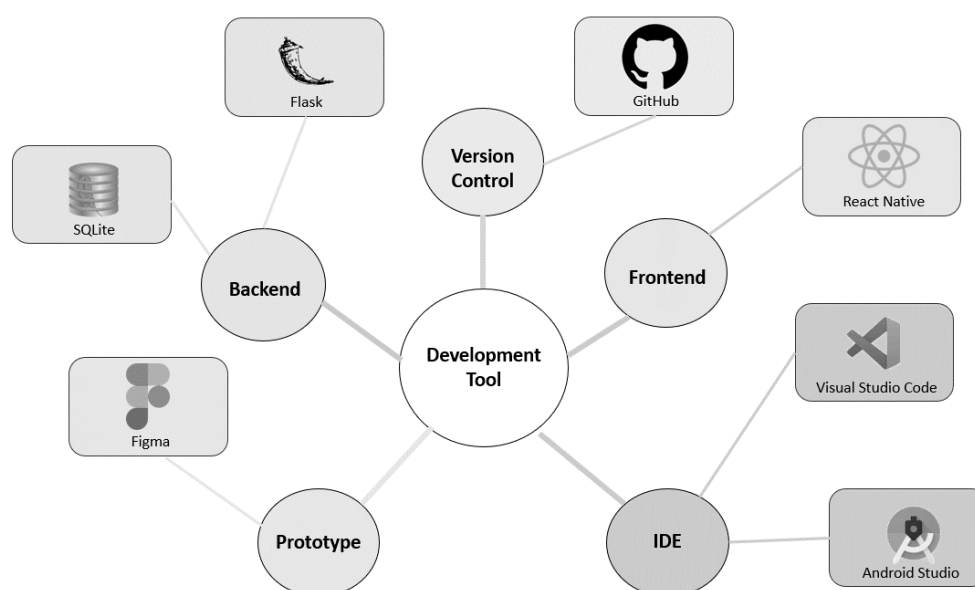 Flask
GitHub
Version
Control
SQLite
React Native
Backend
Frontend
Development
Tool
Visual Studio Code
Figma
Prototype
IDE
Android Studio